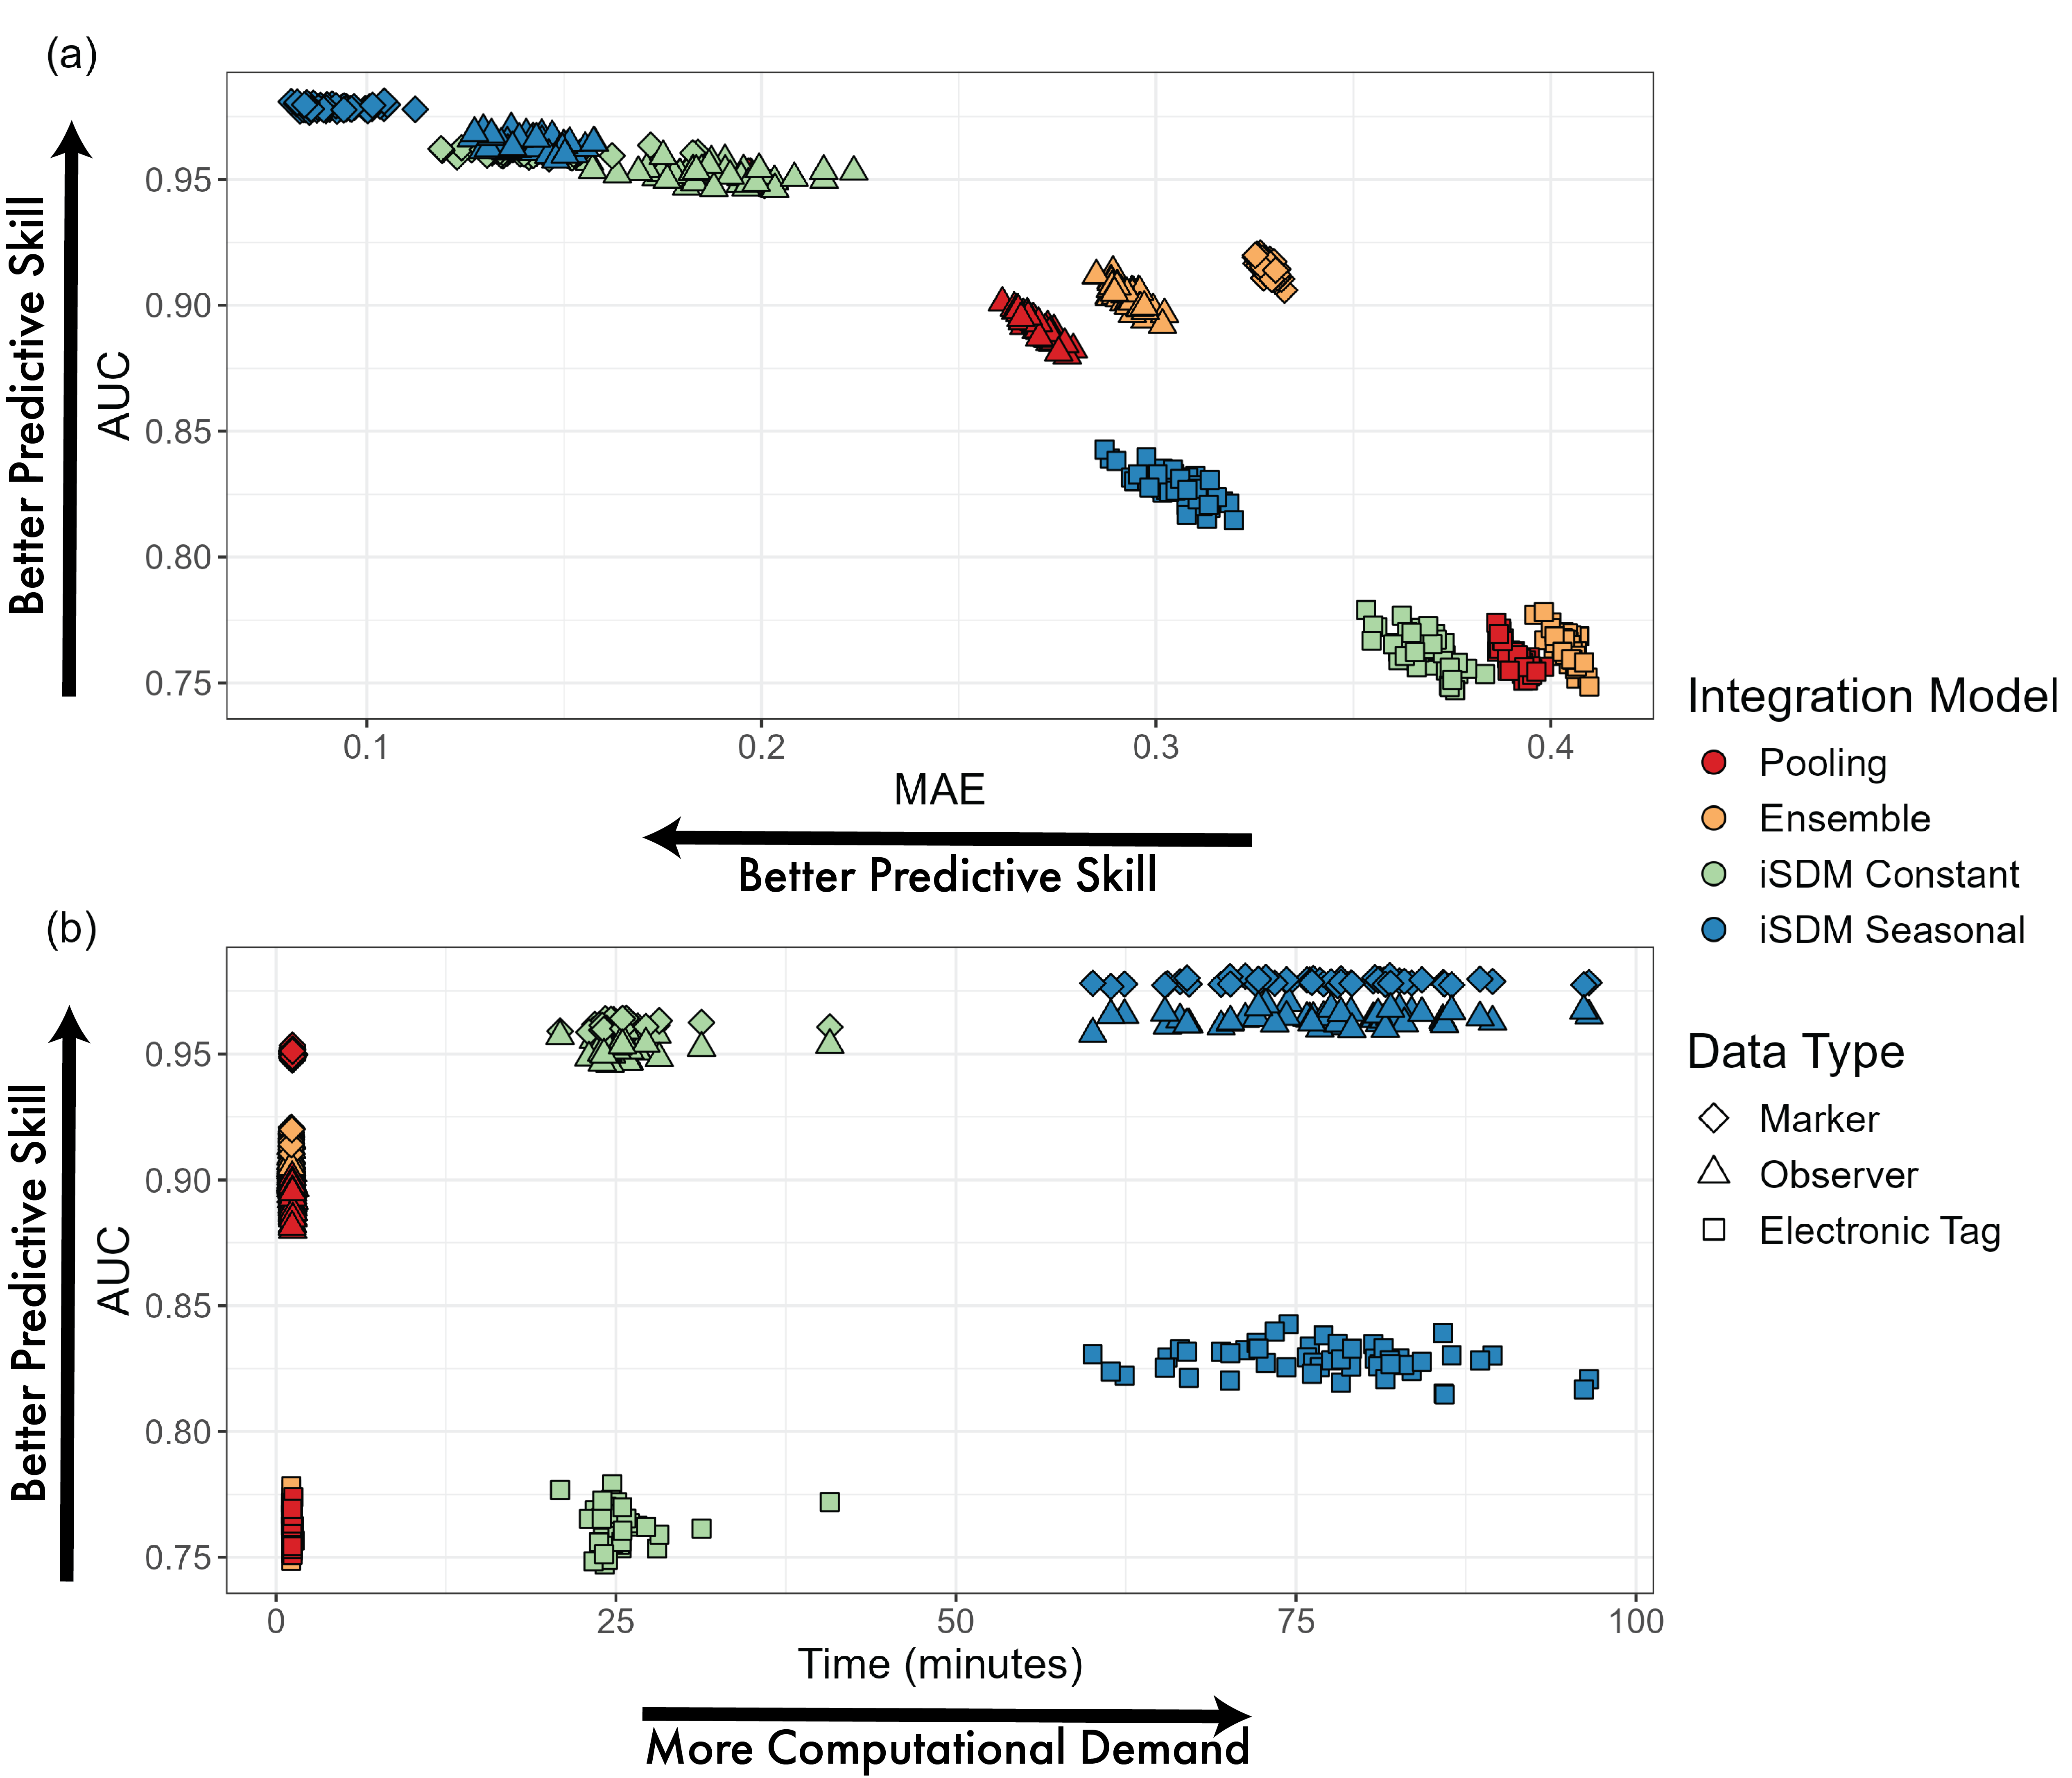 (a)
Better Predictive Skill
AUC
0.95
0.90
0.85
0.80
0.75
0.1
0.2
0.3
0.4
MAE
Better Predictive Skill
(b)
Better Predictive Skill
AUC
0.95
0.90
0.85
0.80
0.75
0
25
50
75
100
Time (minutes)
More Computational Demand
Integration Model
Pooling
Ensemble
iSDM Constant
iSDM Seasonal
Data Type
Marker
Observer
Electronic Tag